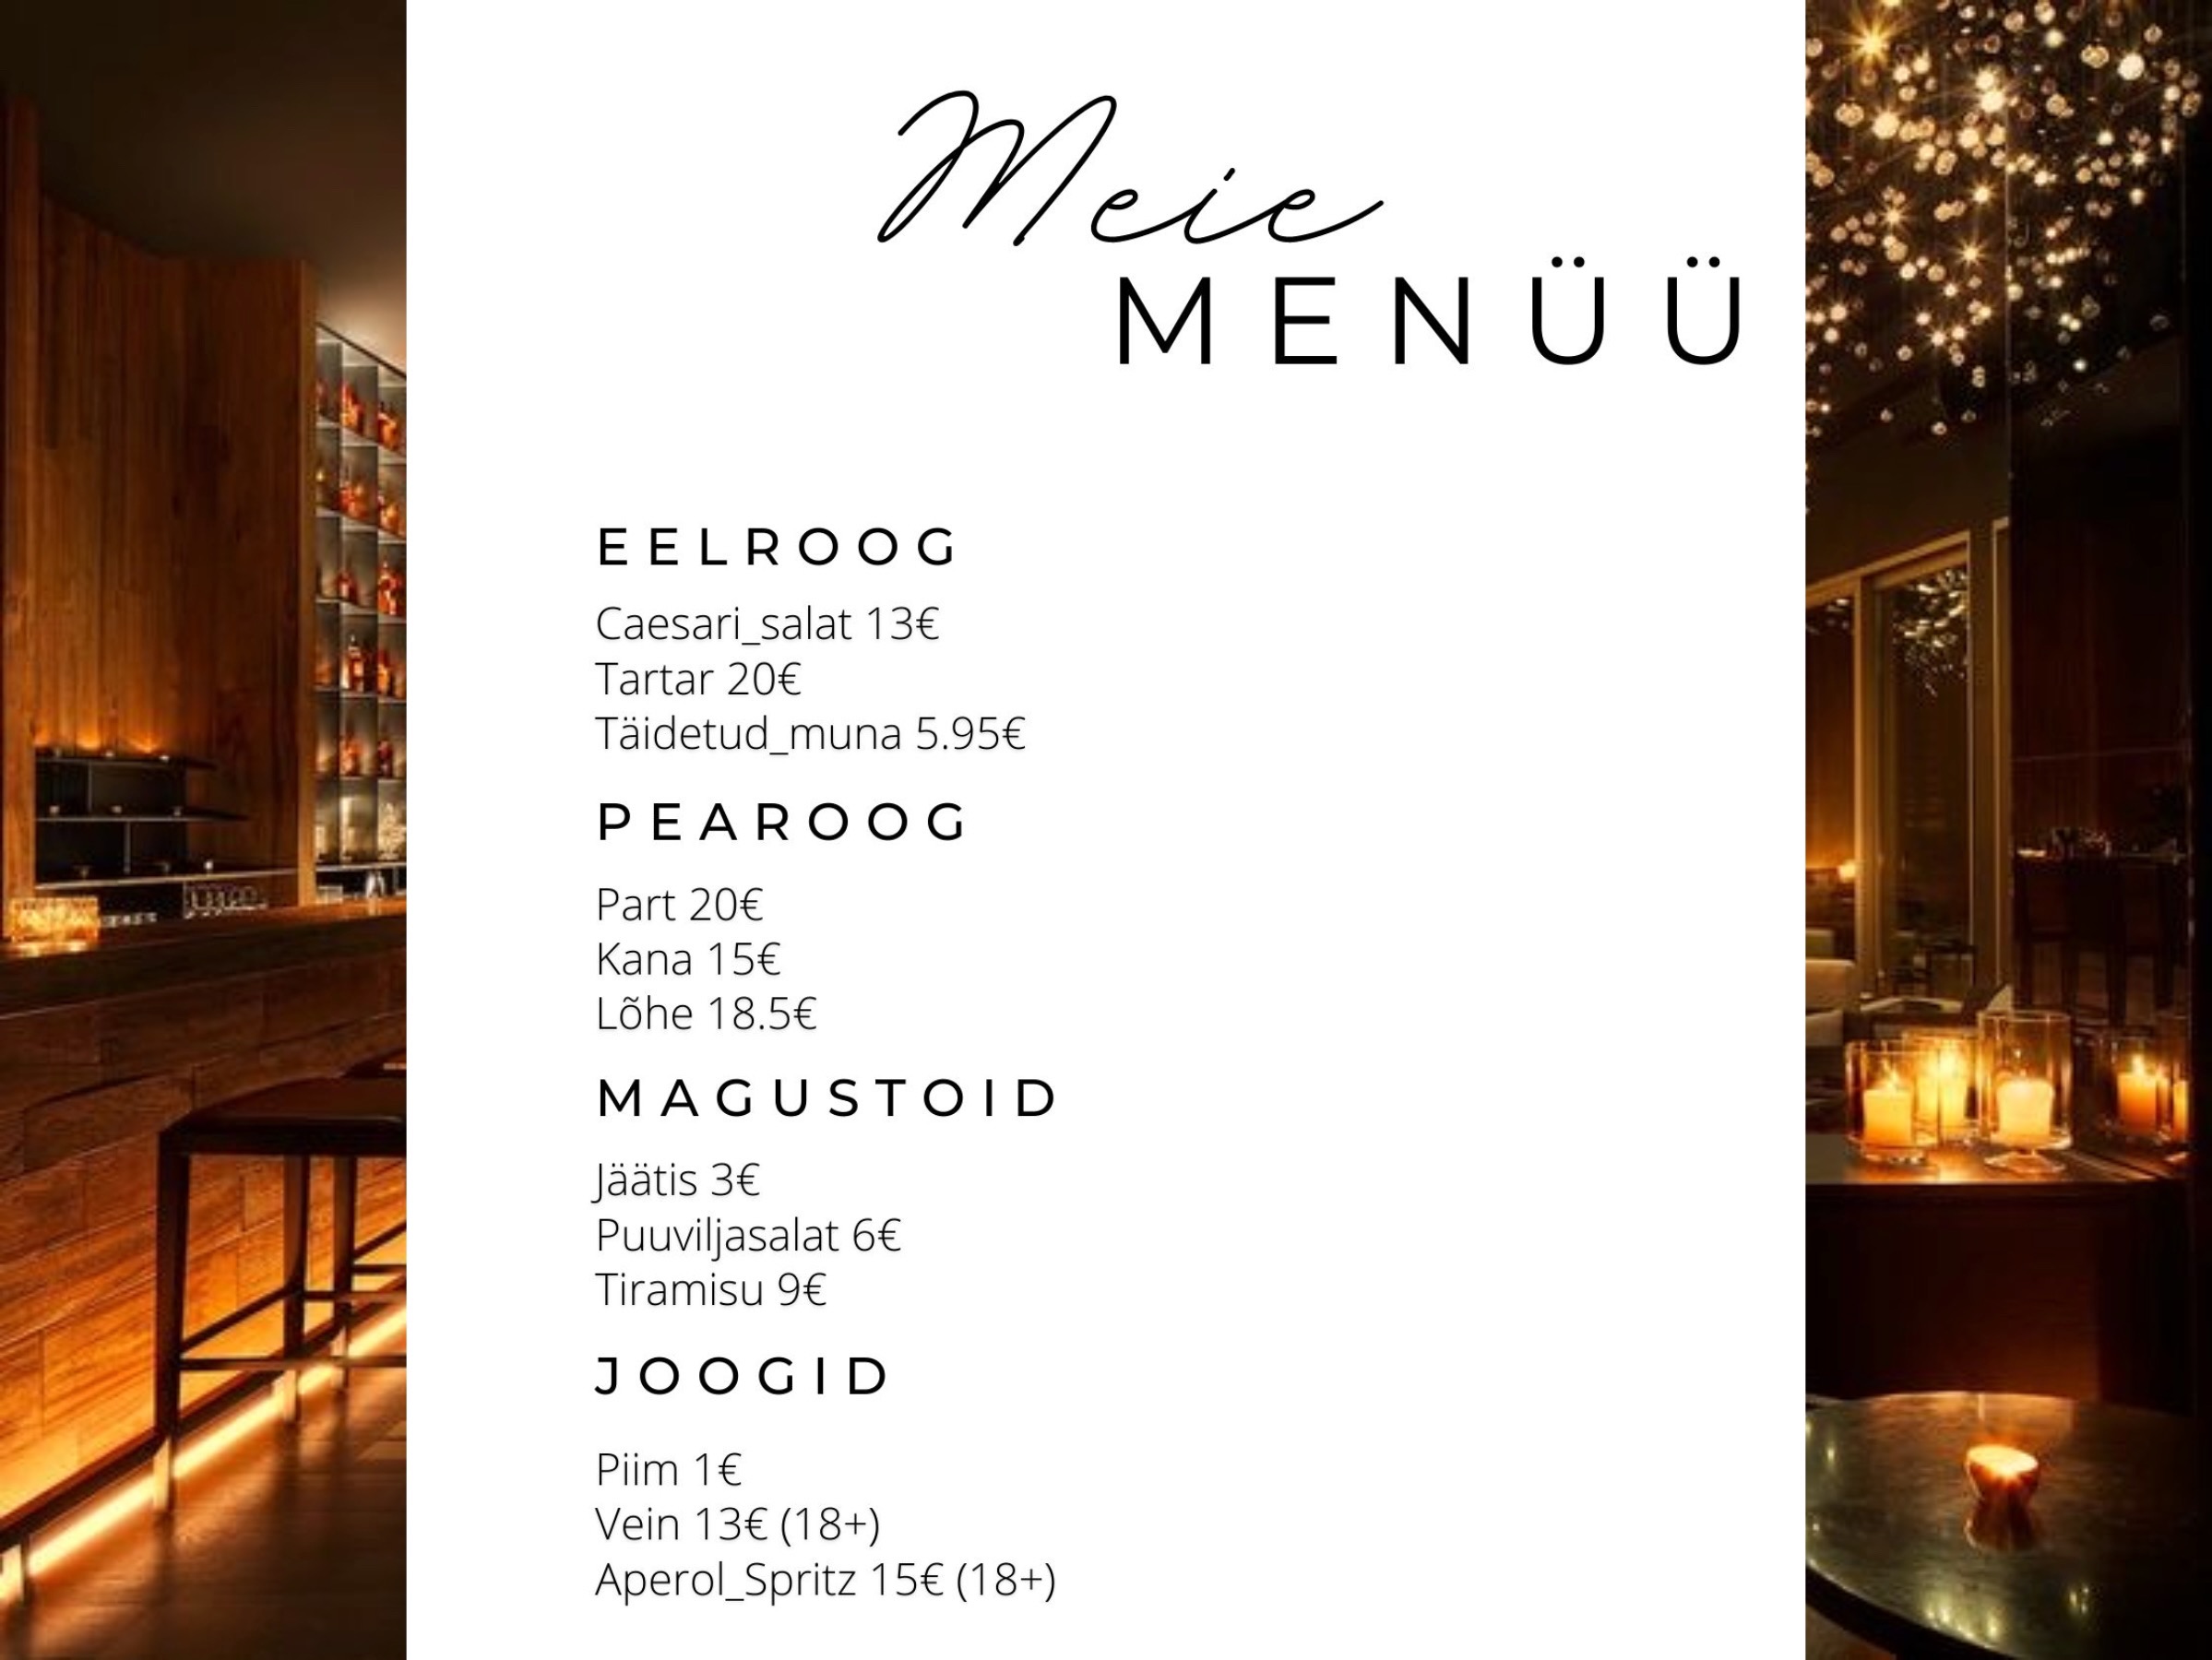 Meie
MENÜÜ
EELROOG
Caesari_salat 13€
Tartar 20€
Täidetud_muna 5.95€
PEAROOG
Part 20€
Kana 15€
Lõhe 18.5€
MAGUSTOID
Jäätis 3€
Puuviljasalat 6€
Tiramisu 9€
JOOGID
Piim 1€
Vein 13€ (18+)
Aperol_Spritz 15€ (18+)